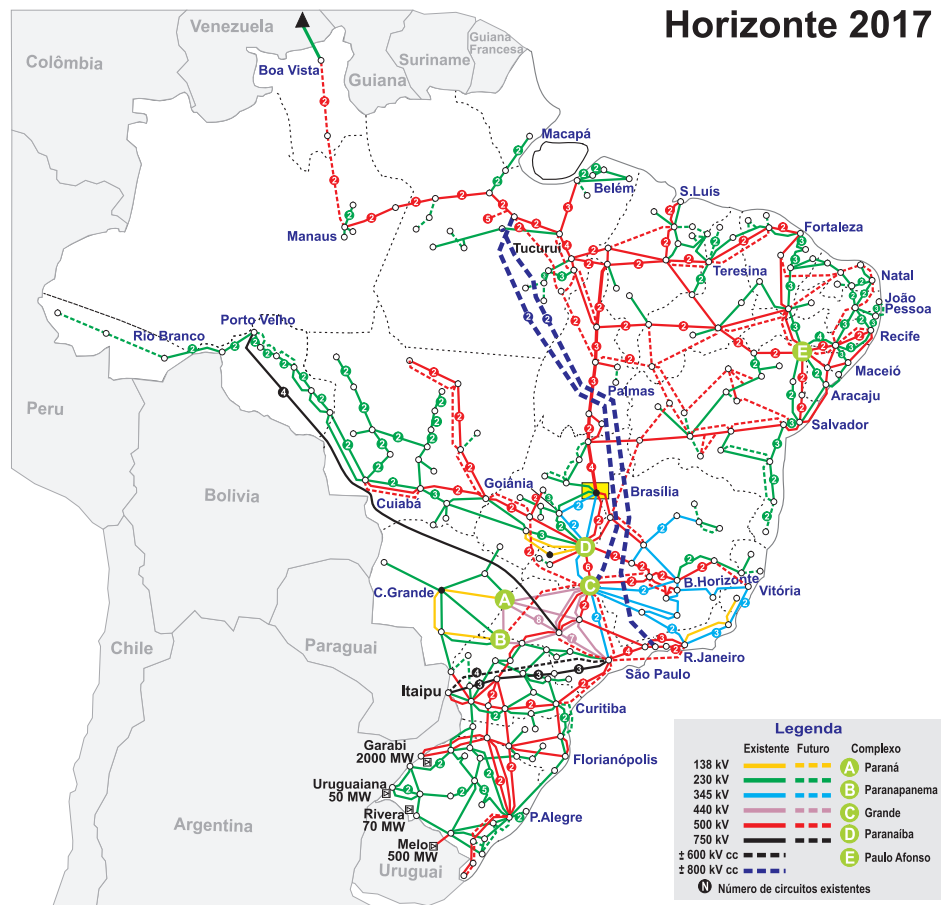 Horizonte 2017
Venezuela
Guiana
Francesa
Suriname
Colômbia
Boa Vista
Guiana
Macapá
Belém
S.Luís
Manaus
Fortaleza
Tucuruí
Teresina
Natal
João
Pessoa
Porto Velho
Rio Branco
Recife
E
Maceió
Palmas
Aracaju
Peru
Salvador
Goiânia
Brasília
Bolivia
Cuiabá
D
B.Horizonte
C
Vitória
C.Grande
A
B
Chile
Paraguai
R.Janeiro
São Paulo
Itaipu
Curitiba
Garabi
2000 MW
Florianópolis
Uruguaiana
50 MW
Rivera
70 MW
P.Alegre
Argentina
Melo
500 MW
Uruguai
Legenda
Existente Futuro Complexo
138 kV A Paraná
230 kV
345 kV B Paranapanema
440 kV C Grande
500 kV D Paranaíba
750 kV
± 600 kV cc E Paulo Afonso
± 800 kV cc
N Número de circuitos existentes